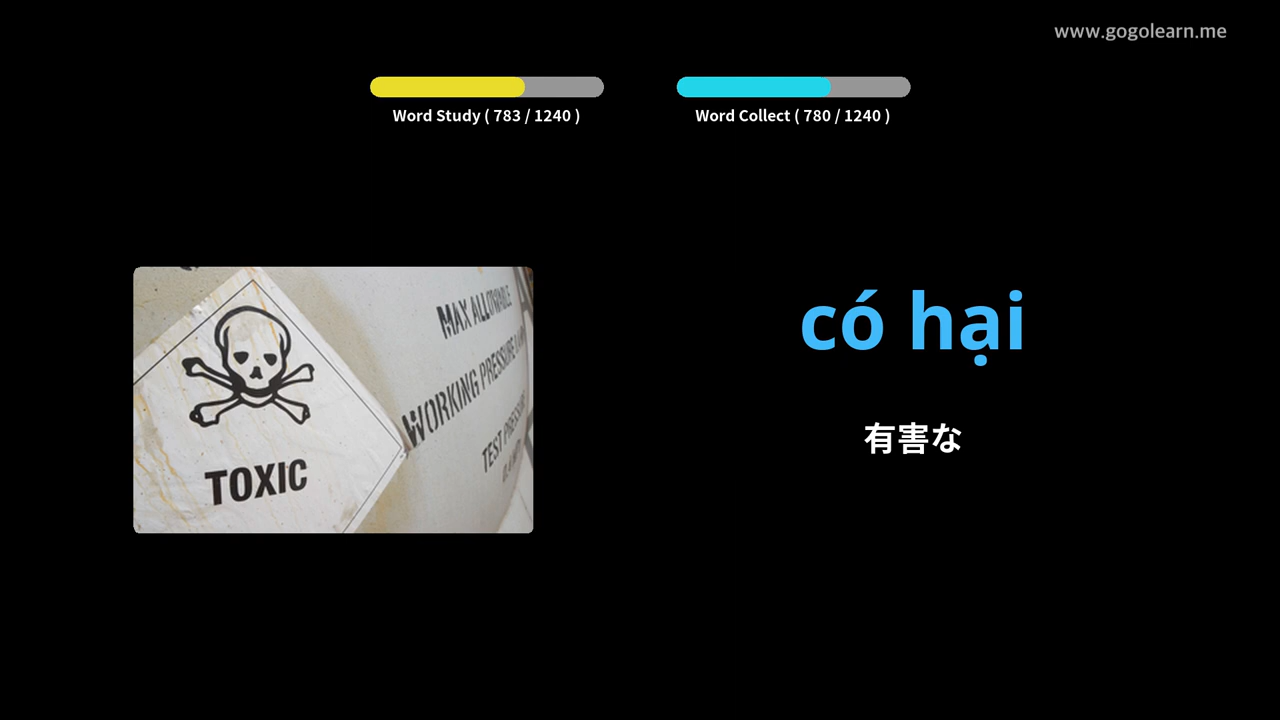 www.gogolearn.me
Word Study ( 783 / 1240 )
Word Collect ( 780 / 1240 )
có hại
有害な
TOXIC
MAX ALLOWABLE
WORKING PRESSURE
TEST PRESSURE